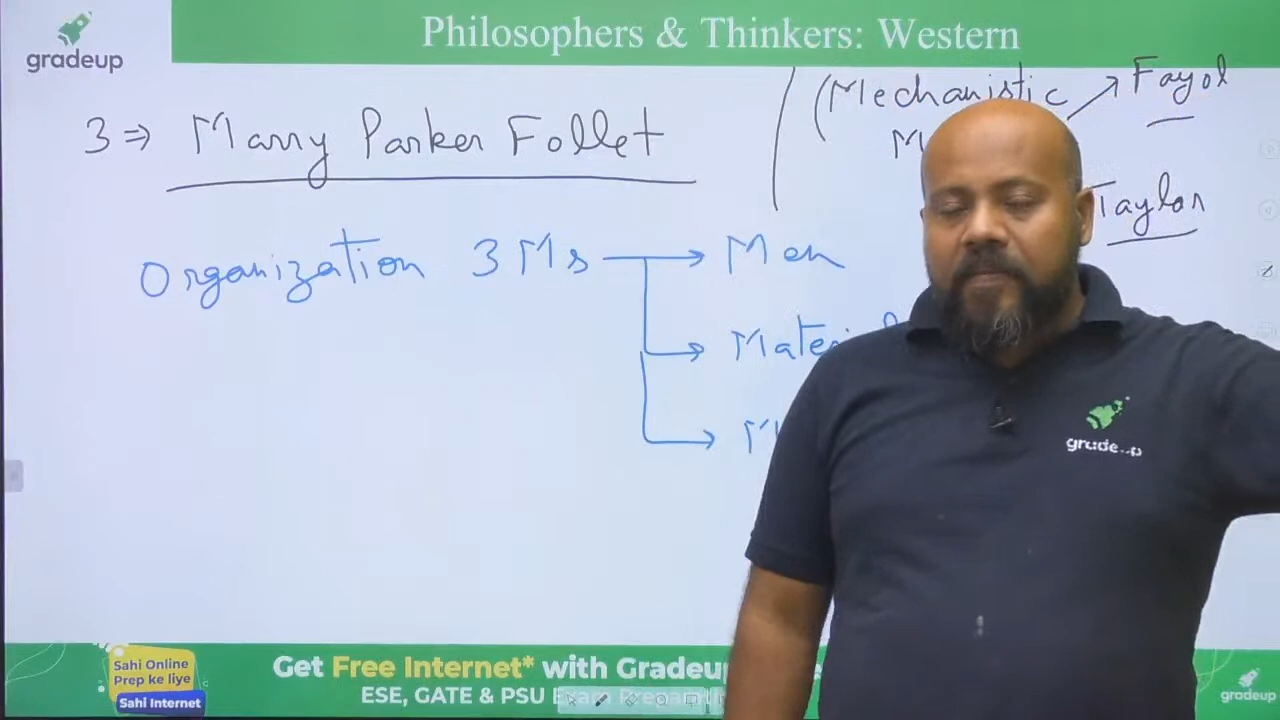 gradeup
Philosophers & Thinkers: Western
3 ⇒ Marry Parker Follet
(Mechanistic
Fayol
Taylor
Organization 3 Ms
Men
gradeup
Sahi Online
Prep ke liye
Sahi Internet
Get Free Internet* with Gradeup
ESE, GATE & PSU
gradeup